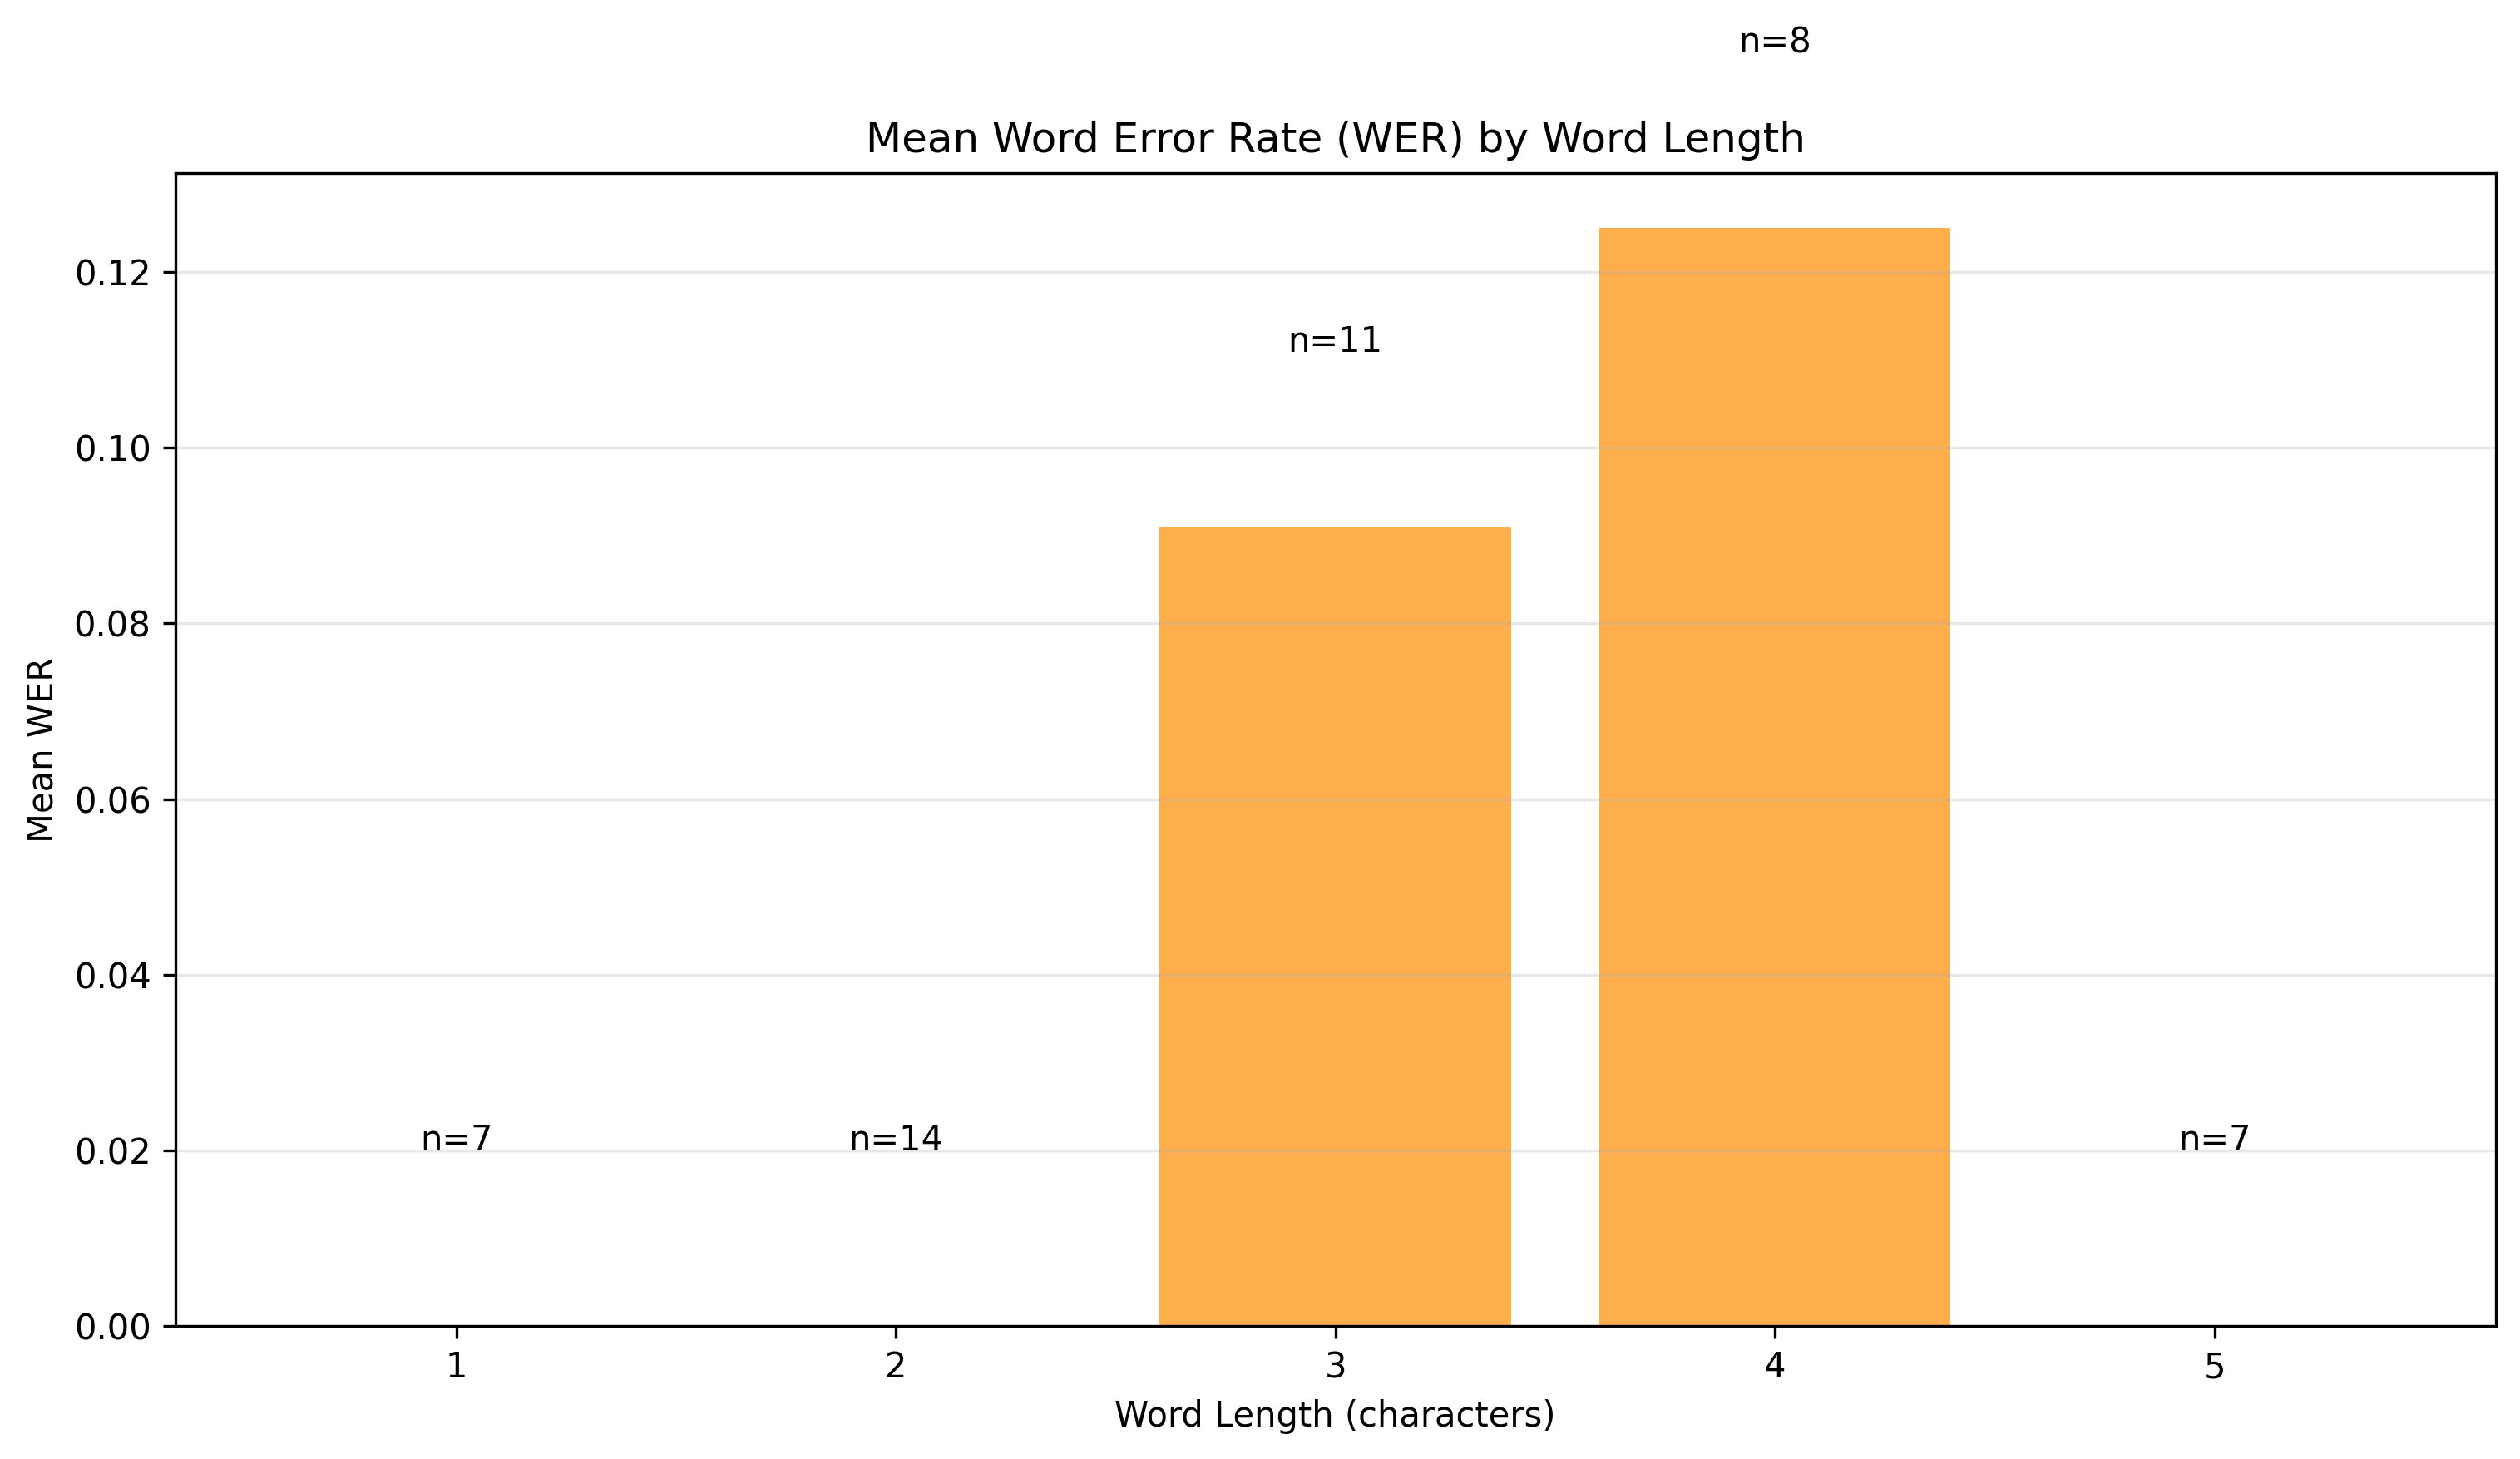 n=8
Mean Word Error Rate (WER) by Word Length
0.12
n=11
0.10
0.08
Mean WER
0.06
0.04
n=7 n=14 n=7
0.02
0.00
1 2 3 4 5
Word Length (characters)